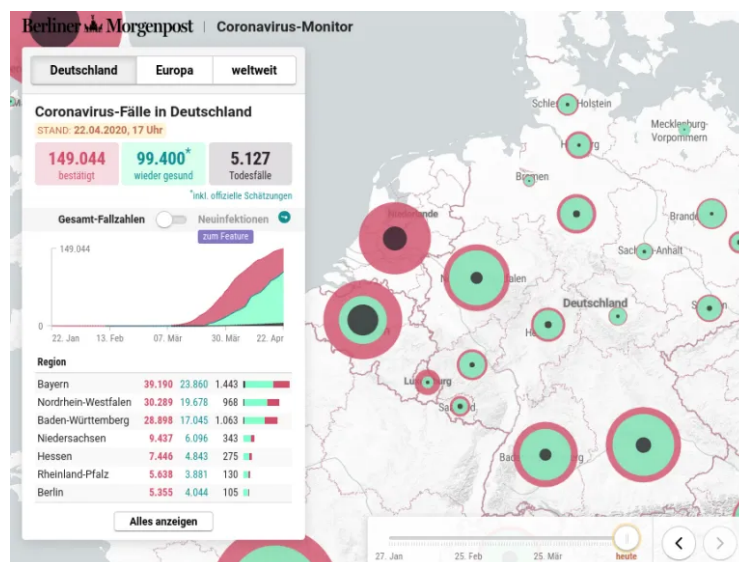 Berliner Morgenpost | Coronavirus-Monitor
Deutschland Europa weltweit
Coronavirus-Fälle in Deutschland
STAND: 22.04.2020, 17 Uhr
149.044 99.400* 5.127
bestätigt wieder gesund Todesfälle
*inkl. offizielle Schätzungen
Gesamt-Fallzahlen Neuinfektionen
zum Feature
149.044
0
22. Jan 13. Feb 07. Mär 30. Mär 22. Apr
Region
Bayern 39.190 23.860 1.443
Nordrhein-Westfalen 30.289 19.678 968
Baden-Württemberg 28.898 17.045 1.063
Niedersachsen 9.437 6.096 343
Hessen 7.446 4.843 275
Rheinland-Pfalz 5.638 3.881 130
Berlin 5.355 4.044 105
Alles anzeigen
Holstein
Mecklenburg-
Vorpommern
Niederlande
Deutschland
27. Jan 25. Feb 25. Mär heute